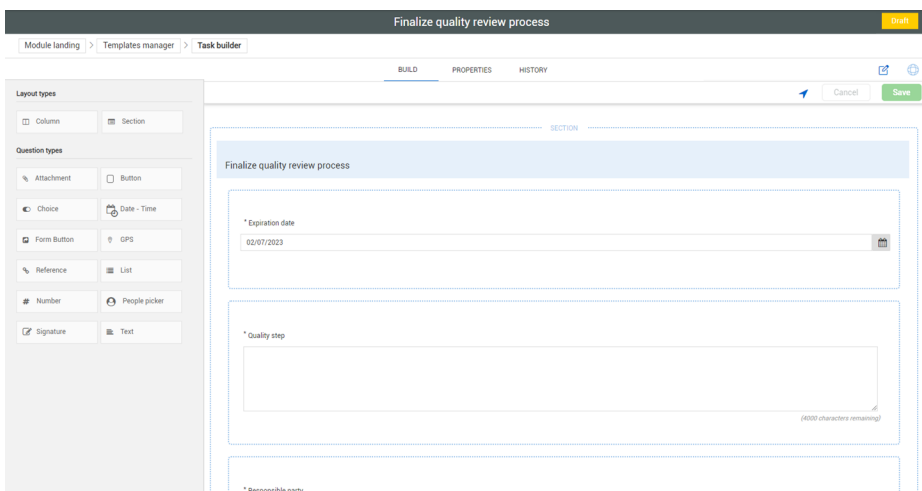 Finalize quality review process
Draft
Module landing > Templates manager > Task builder
BUILD PROPERTIES HISTORY
Layout types
Cancel Save
Column Section
SECTION
Question types
Finalize quality review process
Attachment Button
Choice Date - Time
* Expiration date
Form Button GPS
02/07/2023
Reference List
Number People picker
Signature Text
* Quality step
(4000 characters remaining)
* Responsible party